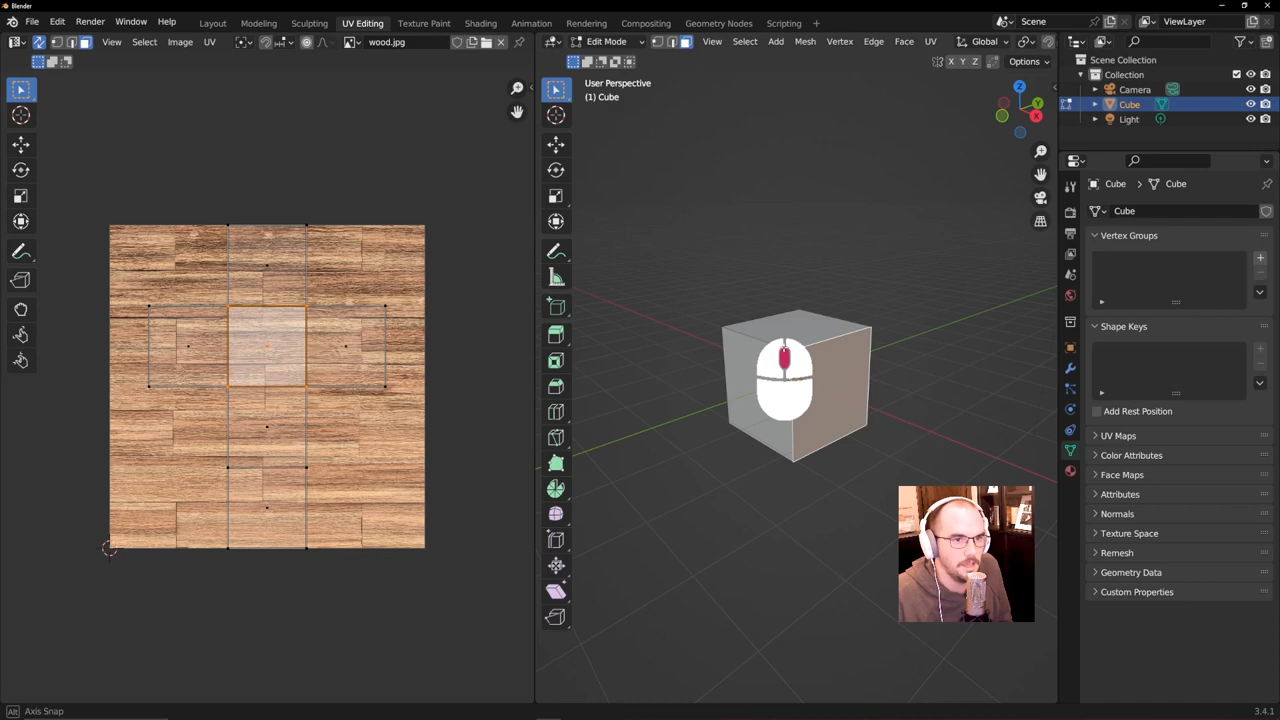 Blender
File Edit Render Window Help Layout Modeling Sculpting UV Editing Texture Paint Shading Animation Rendering Compositing Geometry Nodes Scripting + Scene ViewLayer
View Select Image UV wood.jpg Edit Mode View Select Add Mesh Vertex Edge Face UV Global
X Y Z Options
Scene Collection
Collection
Camera
Cube
Light
User Perspective
(1) Cube
Z
Y
X
Cube Cube
Cube
Vertex Groups
Shape Keys
Add Rest Position
UV Maps
Color Attributes
Face Maps
Attributes
Normals
Texture Space
Remesh
Geometry Data
Custom Properties
Alt Axis Snap 3.4.1